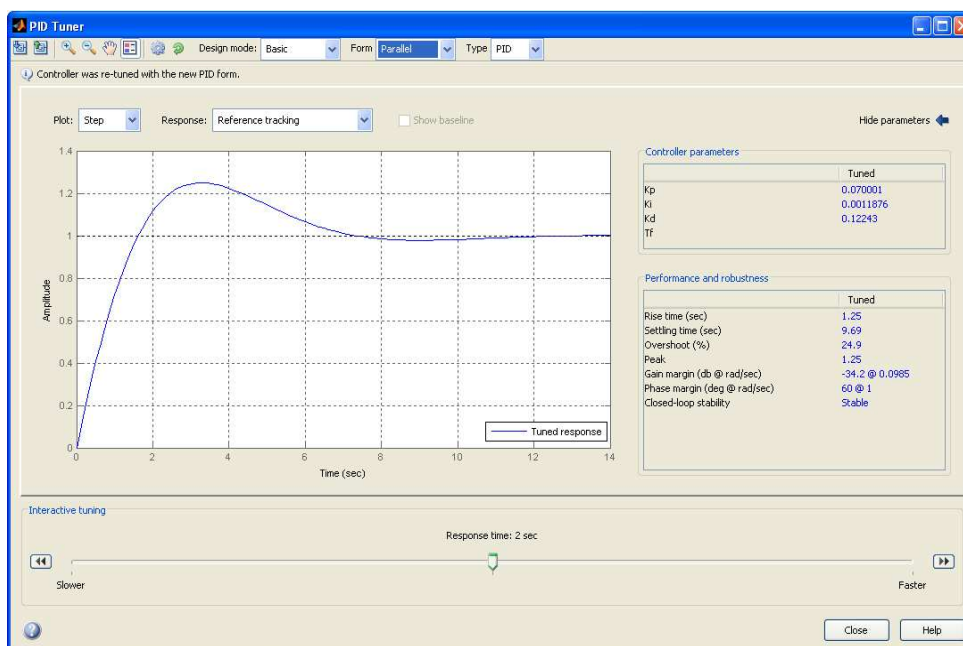 PID Tuner
Design mode: Basic Form Parallel Type PID
Controller was re-tuned with the new PID form.
Plot: Step Response: Reference tracking Show baseline Hide parameters
1.4
1.2
1
0.8
0.6
0.4
0.2
0
Amplitude
0 2 4 6 8 10 12 14
Time (sec)
Tuned response
Controller parameters
Tuned
Kp 0.070001
Ki 0.0011876
Kd 0.12243
Tf
Performance and robustness
Tuned
Rise time (sec) 1.25
Settling time (sec) 9.69
Overshoot (%) 24.9
Peak 1.25
Gain margin (db @ rad/sec) -34.2 @ 0.0985
Phase margin (deg @ rad/sec) 60 @ 1
Closed-loop stability Stable
Interactive tuning
Response time: 2 sec
Slower Faster
Close Help